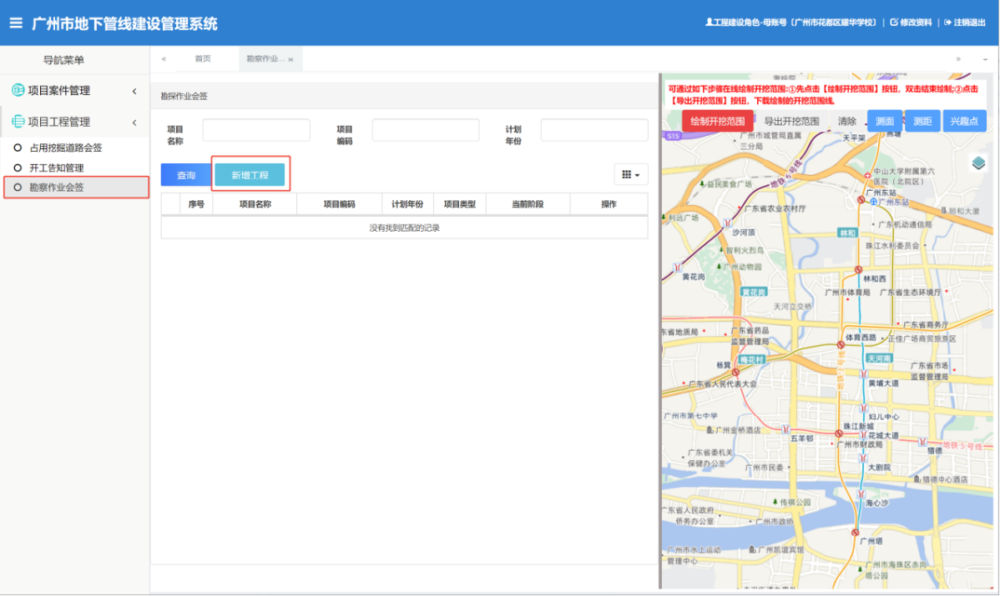 广州市地下管线建设管理系统
工程建设角色-母账号（广州市花都区耀华学校） | 修改资料 | 注销退出
导航菜单
« 首页 勘察作业... × »
项目案件管理
项目工程管理
占用挖掘道路会签
开工告知管理
勘察作业会签
勘探作业会签
项目
名称
项目
编码
计划
年份
查询 新增工程
序号 项目名称 项目编码 计划年份 项目类型 当前阶段 操作
没有找到匹配的记录
可通过如下步骤在线绘制开挖范围:①先点击【绘制开挖范围】按钮，双击结束绘制;②点击
【导出开挖范围】按钮，下载绘制的开挖范围线。
绘制开挖范围 导出开挖范围 清除 测面 测距 兴趣点
S15
广州市城管局直属
三分局
天平架
燕塘
地铁6号线
中山大学附属第六
医院（北院区）
益民美食广场
广州东站
广州东站
广东省农业农村厅
颐和大厦
利远广场
沙河顶
广东机动通信局
林和
智利火烈鸟
珠江水利委员会
广州动物园
黄花岗
林和西
黄花岗
广州市体育局
广东省生态环境厅
天河立交桥
广东省商务厅
东省地质局
广东省药品
监督管理局
体育西路
正佳广场商贸旅游区
梅花村
天河南
杨箕
广东省市场
监督管理局
广东省人民代表大会
地铁3号线
黄埔大道
广州市第七中学
妇儿中心
广州金桥酒店
珠江新城
五羊邨
花城大道
广州市财政局
猎德
地铁5号线
广东省委机关
保健办公室
广州市民委
大剧院
猎德中心酒店
传祺公园
海心沙
广东省人民政府
侨务办公室
广州市政协
广州塔
广州市水上运动
管理中心
广州凯谊宾馆
广州市海珠区赤岗
塔公园